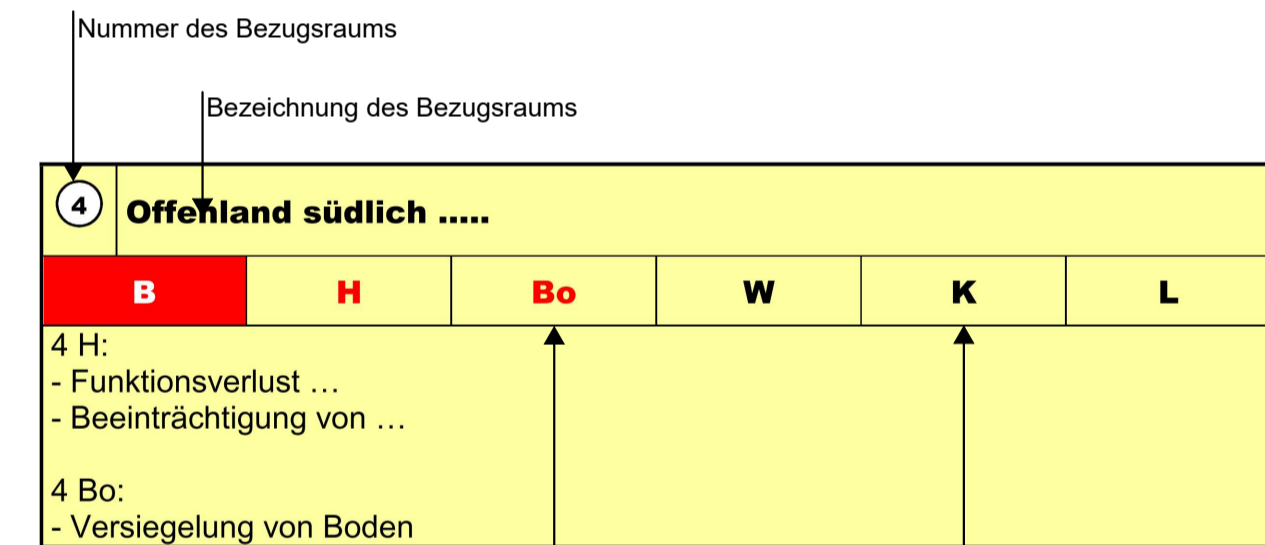 Nummer des Bezugsraums
Bezeichnung des Bezugsraums
4 Offenland südlich .....
B H Bo W K L
4 H:
- Funktionsverlust …
- Beeinträchtigung von …
4 Bo:
- Versiegelung von Boden